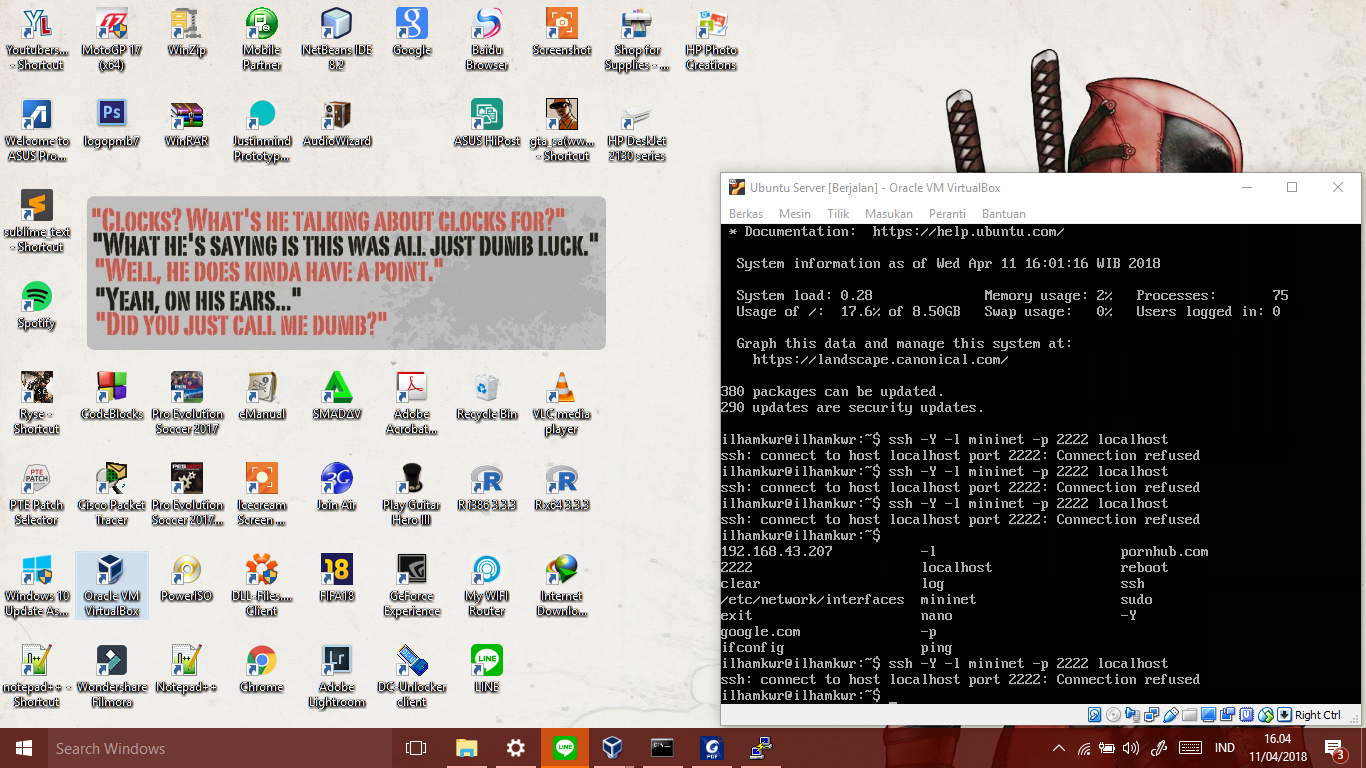 Youtubers... - Shortcut
MotoGP 17 (x64)
WinZip
Mobile Partner
NetBeans IDE 8.2
Google
Baidu Browser
Screenshot
Shop for Supplies - ...
HP Photo Creations
Welcome to ASUS Pro...
Ps
logopmb7
WinRAR
Justinmind Prototyp...
AudioWizard
ASUS HiPost
gta_sa(ww... - Shortcut
HP DeskJet 2130 series
sublime_text - Shortcut
"CLOCKS? WHAT'S HE TALKING ABOUT CLOCKS FOR?"
"WHAT HE'S SAYING IS THIS WAS ALL JUST DUMB LUCK."
"WELL, HE DOES KINDA HAVE A POINT."
"YEAH, ON HIS EARS..."
"DID YOU JUST CALL ME DUMB?"
Spotify
Ryse - Shortcut
CodeBlocks
Pro Evolution Soccer 2017
eManual
SMADAV
Adobe Acrobat...
Recycle Bin
VLC media player
PTE PATCH
PTE Patch Selector
Cisco Packet Tracer
Pro Evolution Soccer 2017...
Icecream Screen ...
3G
Join Air
Play Guitar Hero III
R i386 3.3.3
R x64 3.3.3
Windows 10 Update As...
Oracle VM VirtualBox
PowerISO
DLL-Files.... Client
18
FIFA18
GeForce Experience
My WIFI Router
Internet Downlo...
notepad++ - Shortcut
Wondershare Filmora
Notepad++
Chrome
Lr
Adobe Lightroom
DC-Unlocker client
LINE
LINE
Ubuntu Server [Berjalan] - Oracle VM VirtualBox
Berkas Mesin Tilik Masukan Peranti Bantuan
* Documentation: https://help.ubuntu.com/
System information as of Wed Apr 11 16:01:16 WIB 2018
System load: 0.28 Memory usage: 2% Processes: 75
Usage of /: 17.6% of 8.50GB Swap usage: 0% Users logged in: 0
Graph this data and manage this system at:
https://landscape.canonical.com/
380 packages can be updated.
290 updates are security updates.
ilhamkwr@ilhamkwr:~$ ssh -Y -l mininet -p 2222 localhost
ssh: connect to host localhost port 2222: Connection refused
ilhamkwr@ilhamkwr:~$ ssh -Y -l mininet -p 2222 localhost
ssh: connect to host localhost port 2222: Connection refused
ilhamkwr@ilhamkwr:~$ ssh -Y -l mininet -p 2222 localhost
ssh: connect to host localhost port 2222: Connection refused
ilhamkwr@ilhamkwr:~$
192.168.43.207 -l pornhub.com
2222 localhost reboot
clear log ssh
/etc/network/interfaces mininet sudo
exit nano -Y
google.com -p
ifconfig ping
ilhamkwr@ilhamkwr:~$ ssh -Y -l mininet -p 2222 localhost
ssh: connect to host localhost port 2222: Connection refused
ilhamkwr@ilhamkwr:~$ _
Right Ctrl
Search Windows
LINE
PDF
IND
16.04
11/04/2018
3